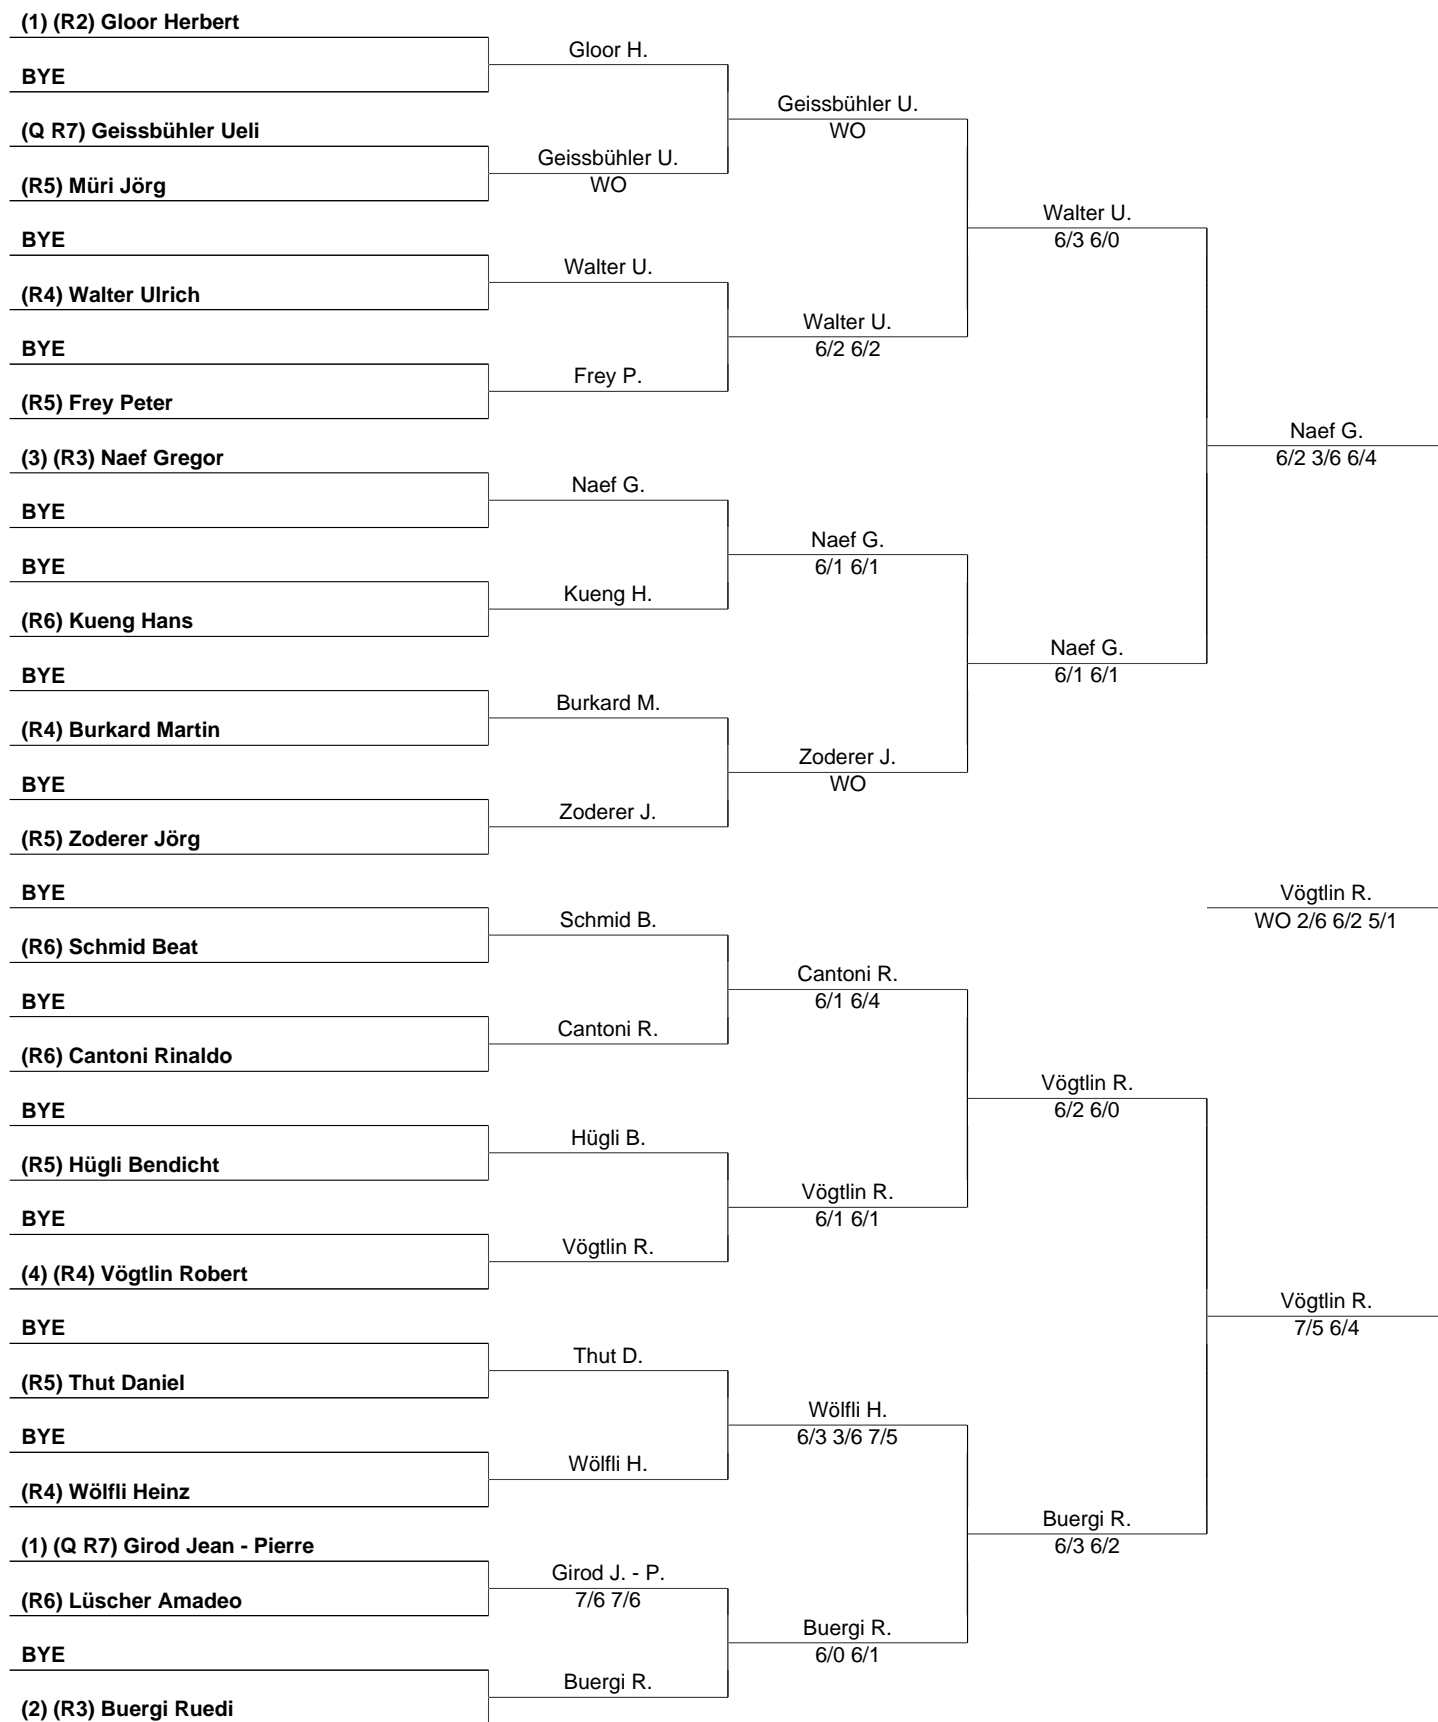 (1) (R2) Gloor Herbert
Gloor H.
BYE
Geissbühler U.
WO
(Q R7) Geissbühler Ueli
Geissbühler U.
WO
(R5) Müri Jörg
Walter U.
6/3 6/0
BYE
Walter U.
(R4) Walter Ulrich
Walter U.
6/2 6/2
BYE
Frey P.
(R5) Frey Peter
Naef G.
6/2 3/6 6/4
(3) (R3) Naef Gregor
Naef G.
BYE
Naef G.
6/1 6/1
BYE
Kueng H.
(R6) Kueng Hans
Naef G.
6/1 6/1
BYE
Burkard M.
(R4) Burkard Martin
Zoderer J.
WO
BYE
Zoderer J.
(R5) Zoderer Jörg
BYE
Vögtlin R.
WO 2/6 6/2 5/1
Schmid B.
(R6) Schmid Beat
Cantoni R.
6/1 6/4
BYE
Cantoni R.
(R6) Cantoni Rinaldo
Vögtlin R.
6/2 6/0
BYE
Hügli B.
(R5) Hügli Bendicht
Vögtlin R.
6/1 6/1
BYE
Vögtlin R.
(4) (R4) Vögtlin Robert
Vögtlin R.
7/5 6/4
BYE
Thut D.
(R5) Thut Daniel
Wölfli H.
6/3 3/6 7/5
BYE
Wölfli H.
(R4) Wölfli Heinz
Buergi R.
6/3 6/2
(1) (Q R7) Girod Jean - Pierre
Girod J. - P.
7/6 7/6
(R6) Lüscher Amadeo
Buergi R.
6/0 6/1
BYE
Buergi R.
(2) (R3) Buergi Ruedi